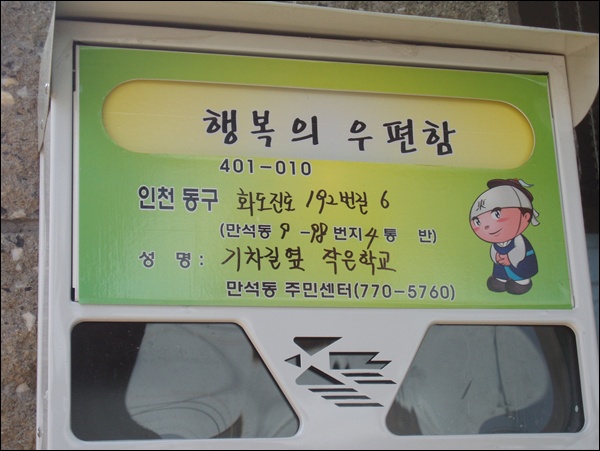 행복의 우편함
401-010
인천 동구 화도진로 192번길 6
(만석동 9-98 번지 4 통 반)
성 명 : 기차길옆 작은학교
만석동 주민센터(770-5760)
東